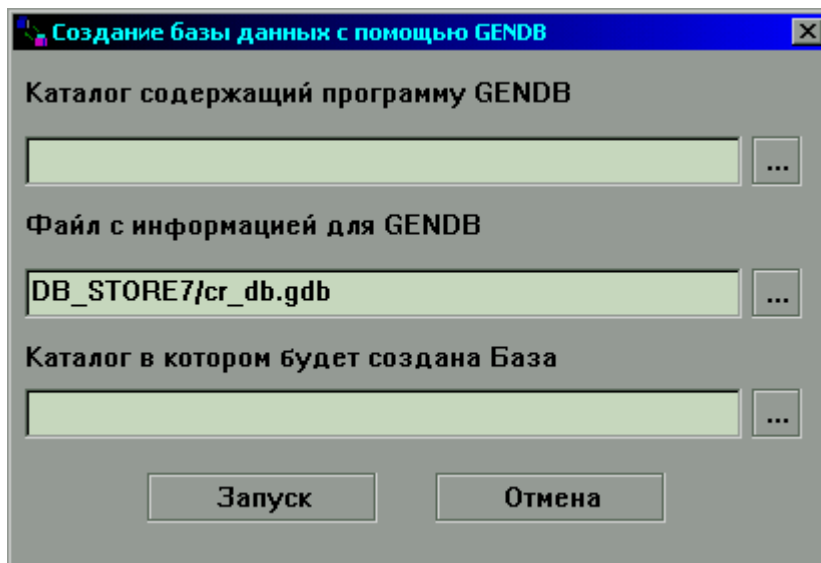 Создание базы данных с помощью GENDB
Каталог содержащий программу GENDB
...
Файл с информацией для GENDB
DB_STORE7/cr_db.gdb
...
Каталог в котором будет создана База
...
Запуск Отмена